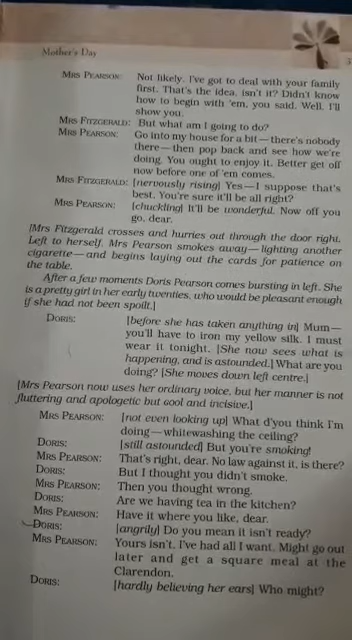 Mother's Day
MRS PEARSON: Not likely. I've got to deal with your family
first. That's the idea, isn't it? Didn't know
how to begin with 'em, you said. Well, I'll
show you.
MRS FITZGERALD: But what am I going to do?
MRS PEARSON: Go into my house for a bit—there's nobody
there—then pop back and see how we're
doing. You ought to enjoy it. Better get off
now before one of 'em comes.
MRS FITZGERALD: [nervously rising] Yes—I suppose that's
best. You're sure it'll be all right?
MRS PEARSON: [chuckling] It'll be wonderful. Now off you
go, dear.
[Mrs Fitzgerald crosses and hurries out through the door right.
Left to herself, Mrs Pearson smokes away—lighting another
cigarette—and begins laying out the cards for patience on
the table.
After a few moments Doris Pearson comes bursting in left. She
is a pretty girl in her early twenties, who would be pleasant enough
if she had not been spoilt.]
DORIS: [before she has taken anything in] Mum—
you'll have to iron my yellow silk. I must
wear it tonight. [She now sees what is
happening, and is astounded.] What are you
doing? [She moves down left centre.]
[Mrs Pearson now uses her ordinary voice, but her manner is not
fluttering and apologetic but cool and incisive.]
MRS PEARSON: [not even looking up] What d'you think I'm
doing—whitewashing the ceiling?
DORIS: [still astounded] But you're smoking!
MRS PEARSON: That's right, dear. No law against it, is there?
DORIS: But I thought you didn't smoke.
MRS PEARSON: Then you thought wrong.
DORIS: Are we having tea in the kitchen?
MRS PEARSON: Have it where you like, dear.
DORIS: [angrily] Do you mean it isn't ready?
MRS PEARSON: Yours isn't. I've had all I want. Might go out
later and get a square meal at the
Clarendon.
DORIS: [hardly believing her ears] Who might?